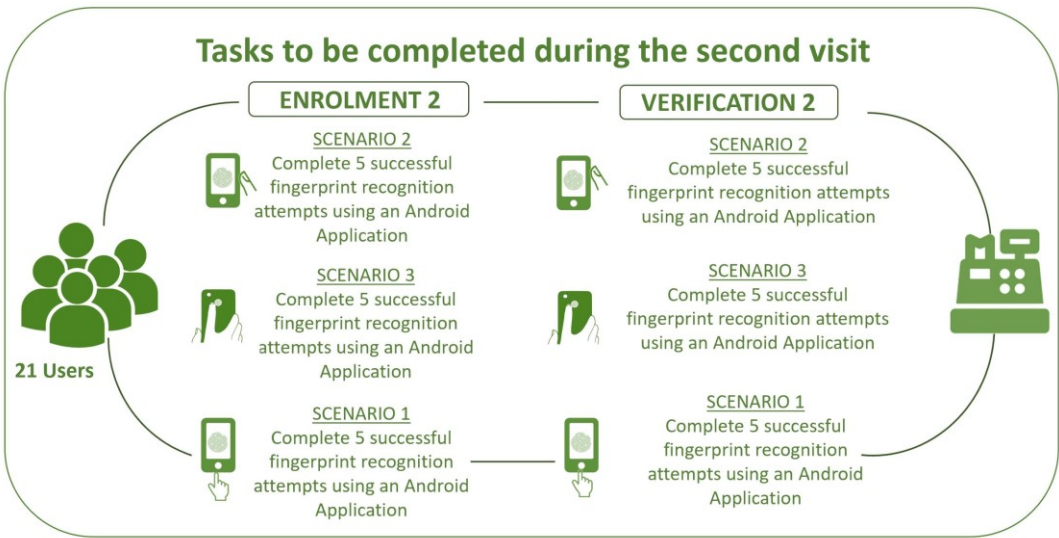 Tasks to be completed during the second visit
ENROLMENT 2
VERIFICATION 2
SCENARIO 2
Complete 5 successful
fingerprint recognition
attempts using an Android
Application
SCENARIO 2
Complete 5 successful
fingerprint recognition attempts
using an Android Application
SCENARIO 3
Complete 5 successful
fingerprint recognition
attempts using an Android
Application
SCENARIO 3
Complete 5 successful
fingerprint recognition attempts
using an Android Application
21 Users
SCENARIO 1
Complete 5 successful
fingerprint recognition
attempts using an Android
Application
SCENARIO 1
Complete 5 successful
fingerprint recognition
attempts using an Android
Application